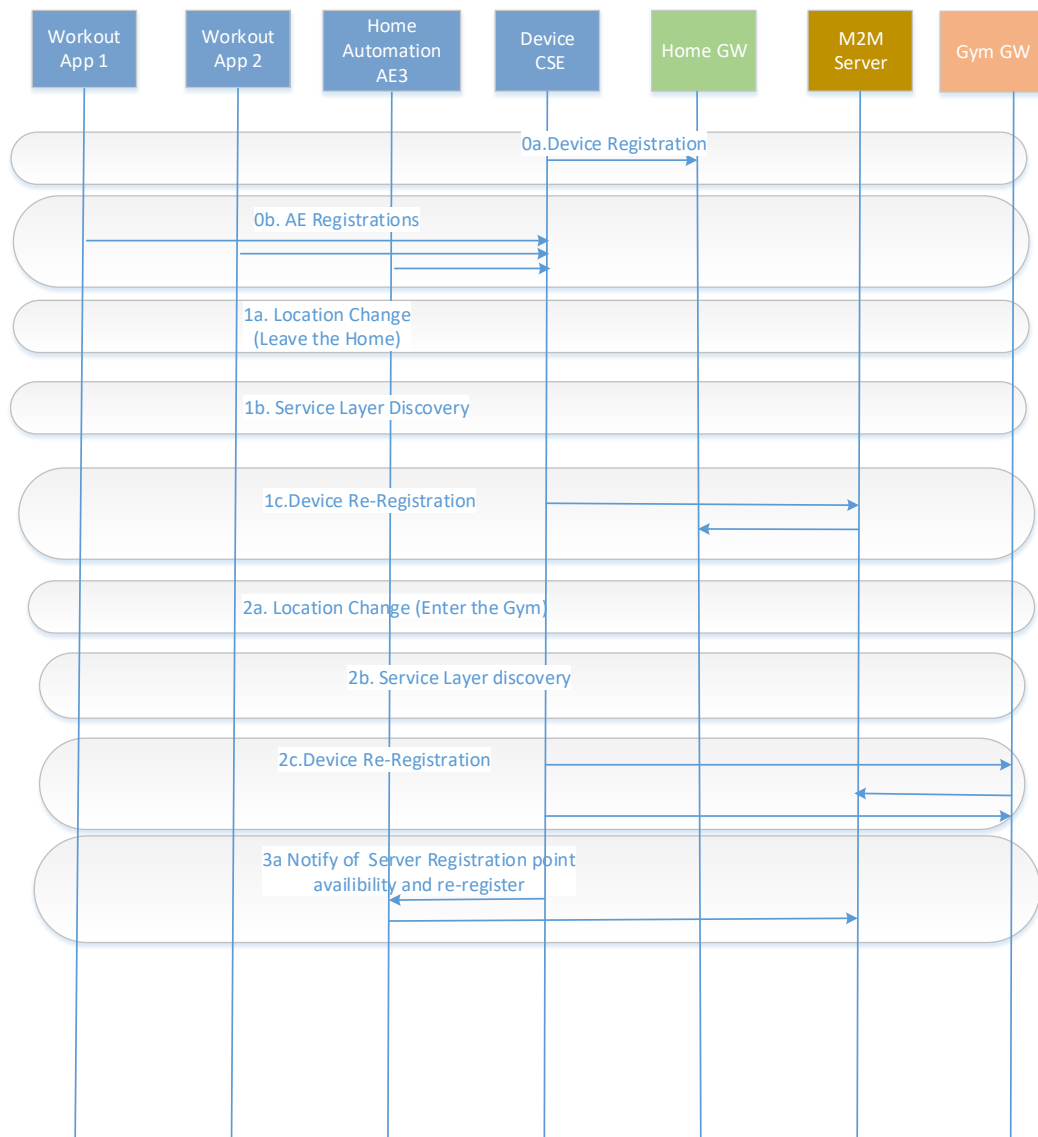 Workout
App 1
Workout
App 2
Home
Automation
AE3
Device
CSE
Home GW
M2M
Server
Gym GW
0a.Device Registration
0b. AE Registrations
1a. Location Change
(Leave the Home)
1b. Service Layer Discovery
1c.Device Re-Registration
2a. Location Change (Enter the Gym)
2b. Service Layer discovery
2c.Device Re-Registration
3a Notify of Server Registration point
availibility and re-register